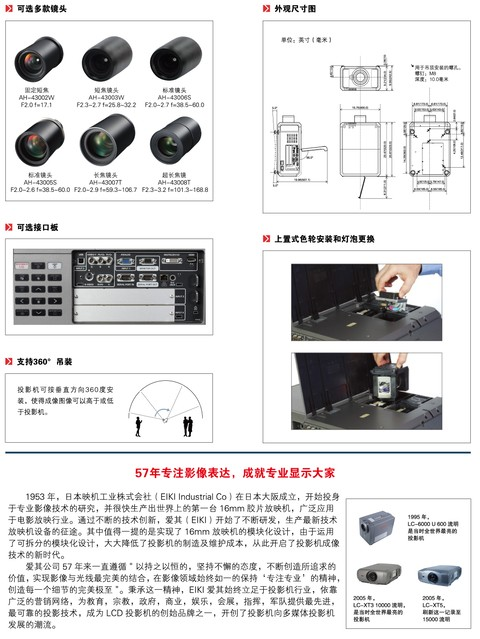 可选多款镜头
固定短焦
AH-43002W
F2.0 f=17.1
短焦镜头
AH-43003W
F2.3~2.7 f=25.8~32.2
标准镜头
AH-43006S
F2.0~2.7 f=38.5~60.0
标准镜头
AH-43005S
F2.0~2.6 f=38.5~60.0
长焦镜头
AH-43007T
F2.0~2.9 f=59.3~106.7
超长焦镜
AH-43008T
F2.3~3.2 f=101.3~168.8
外观尺寸图
单位：英寸（毫米）
用于吊顶安装的螺孔。
螺钉：M6
深度：10.0毫米
可选接口板
上置式色轮安装和灯泡更换
支持360°吊装
投影机可按垂直方向360度安
装，使得成像图像可以高于或低
于投影机。
57年专注影像表达，成就专业显示大家
1953 年，日本映机工业株式会社（EIKI Industrial Co）在日本大阪成立，开始投身
于专业影像技术的研究，并很快生产出世界上的第一台 16mm 胶片放映机，广泛应用
于电影放映行业。通过不断的技术创新，爱其（EIKI）开始了不断研发，生产最新技术
放映机设备的征途。其中值得一提的是实现了 16mm 放映机的模块化设计，由于运用
了可拆分的模块化设计，大大降低了投影机的制造及维护成本，从此开启了投影机成像
技术的新时代。
爱其公司 57 年来一直遵循＂持之以恒的，坚持不懈的态度，不断创造所追求的
价值，实现影像与光最完美的结合，在影像领域始终如一的保持‘专注专业’的精神，
创造每一个细节的完美极至＂。秉承这一精神，EIKI 爱其始终立足于投影机行业，依靠
广泛的营销网络，为教育，宗教，政府，商业，娱乐，会展，指挥，军队提供最先进，
最可靠的投影技术，成为 LCD 投影机的创始品牌之一，开创了投影机向多媒体投影机
发展的潮流。
1995 年，
LC-6000 U 600 流明
是当时全世界最亮的
投影机
2005 年，
LC-XT3 10000 流明，
是当时全世界最亮的
投影机
2005年，
LC-XT5，
刷新这一记录至
15000 流明